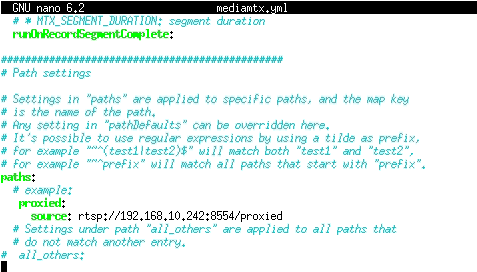 GNU nano 6.2 mediamtx.yml
# * MTX_SEGMENT_DURATION: segment duration
runOnRecordSegmentComplete:
###############################################
# Path settings
# Settings in "paths" are applied to specific paths, and the map key
# is the name of the path.
# Any setting in "pathDefaults" can be overridden here.
# It's possible to use regular expressions by using a tilde as prefix,
# for example "~^(test1|test2)$" will match both "test1" and "test2",
# for example "~^prefix" will match all paths that start with "prefix".
paths:
# example:
proxied:
source: rtsp://192.168.10.242:8554/proxied
# Settings under path "all_others" are applied to all paths that
# do not match another entry.
# all_others: